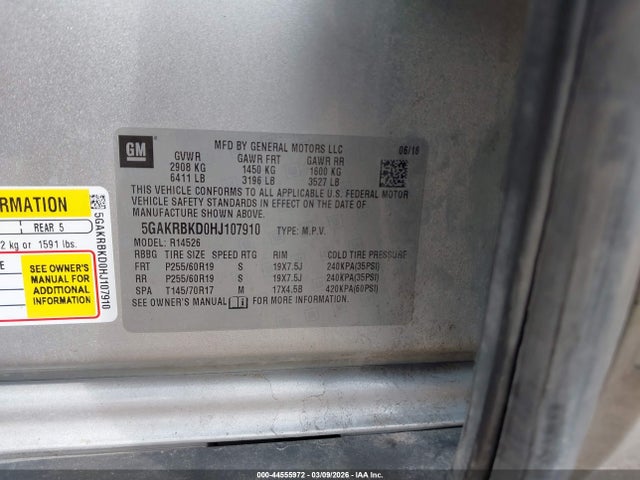 GM
MFD BY GENERAL MOTORS LLC
06/16
GVWR GAWR FRT GAWR RR
2908 KG 1450 KG 1600 KG
6411 LB 3196 LB 3527 LB
THIS VEHICLE CONFORMS TO ALL APPLICABLE U.S. FEDERAL MOTOR
VEHICLE SAFETY STANDARDS IN EFFECT ON THE DATE OF
MANUFACTURE SHOWN ABOVE.
5GAKRBKD0HJ107910 TYPE: M.P.V.
MODEL: R14526
RBBG TIRE SIZE SPEED RTG RIM COLD TIRE PRESSURE
FRT P255/60R19 S 19X7.5J 240KPA(35PSI)
RR P255/60R19 S 19X7.5J 240KPA(35PSI)
SPA T145/70R17 M 17X4.5B 420KPA(60PSI)
SEE OWNER'S MANUAL FOR MORE INFORMATION.
RMATION
REAR 5
2 kg or 1591 lbs.
E
SEE OWNER'S
MANUAL FOR
ADDITIONAL
INFORMATION
5GAKRBKD0HJ107910
000-44555972 | 03/09/2026 | IAA Inc.